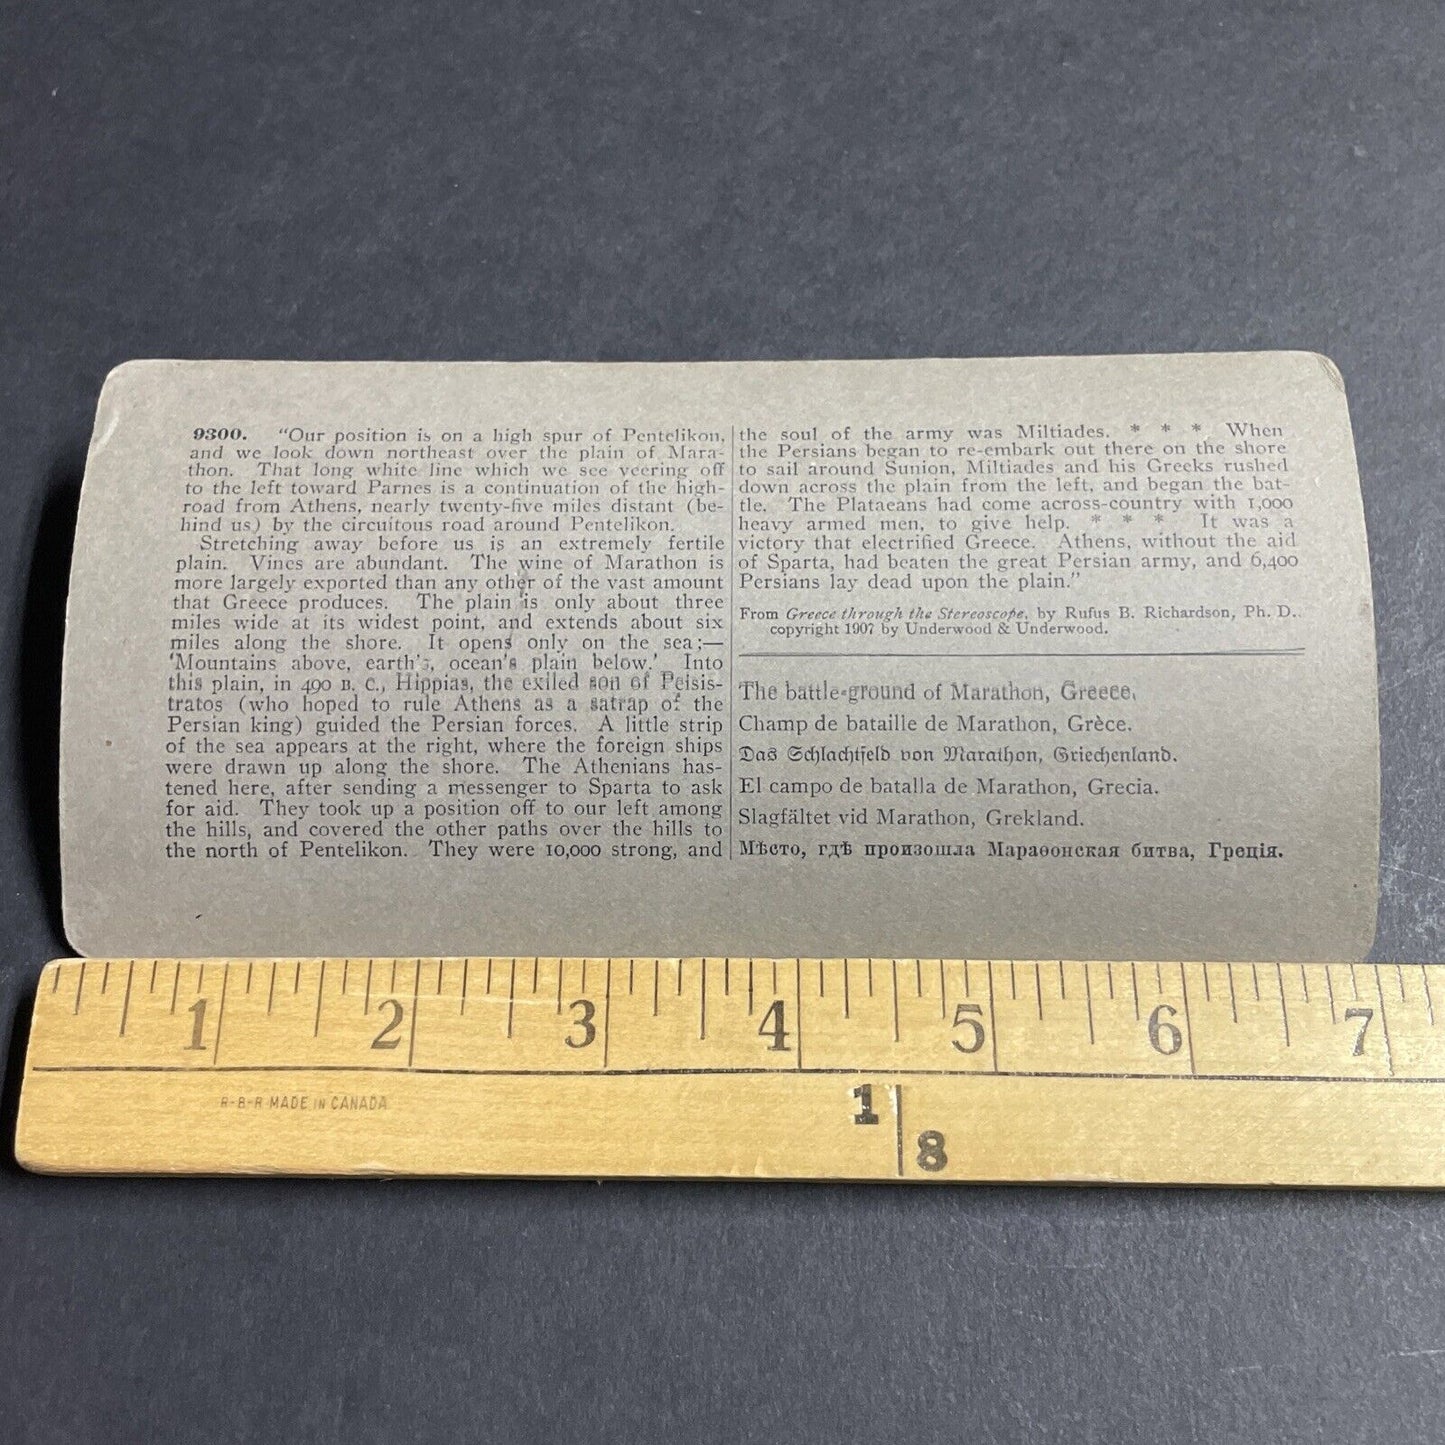 9300. "Our position is on a high spur of Pentelikon,
and we look down northeast over the plain of Mara-
thon. That long white line which we see veering off
to the left toward Parnes is a continuation of the high-
road from Athens, nearly twenty-five miles distant (be-
hind us) by the circuitous road around Pentelikon.
Stretching away before us is an extremely fertile
plain. Vines are abundant. The wine of Marathon is
more largely exported than any other of the vast amount
that Greece produces. The plain is only about three
miles wide at its widest point, and extends about six
miles along the shore. It opens only on the sea;—
'Mountains above, earth's, ocean's plain below.' Into
this plain, in 490 B. C., Hippias, the exiled son of Peisis-
tratos (who hoped to rule Athens as a satrap of the
Persian king) guided the Persian forces. A little strip
of the sea appears at the right, where the foreign ships
were drawn up along the shore. The Athenians has-
tened here, after sending a messenger to Sparta to ask
for aid. They took up a position off to our left among
the hills, and covered the other paths over the hills to
the north of Pentelikon. They were 10,000 strong, and
the soul of the army was Miltiades. * * * When
the Persians began to re-embark out there on the shore
to sail around Sunion, Miltiades and his Greeks rushed
down across the plain from the left, and began the bat-
tle. The Plataeans had come across-country with 1,000
heavy armed men, to give help. * * * It was a
victory that electrified Greece. Athens, without the aid
of Sparta, had beaten the great Persian army, and 6,400
Persians lay dead upon the plain."
From Greece through the Stereoscope, by Rufus B. Richardson, Ph. D..
copyright 1907 by Underwood & Underwood.
The battle-ground of Marathon, Greece.
Champ de bataille de Marathon, Grèce.
Das Schlachtfeld von Marathon, Griechenland.
El campo de batalla de Marathon, Grecia.
Slagfältet vid Marathon, Grekland.
Мѣсто, гдѣ произошла Мараѳонская битва, Греція.
1 2 3 4 5 6 7
R-B-R MADE IN CANADA
1
8